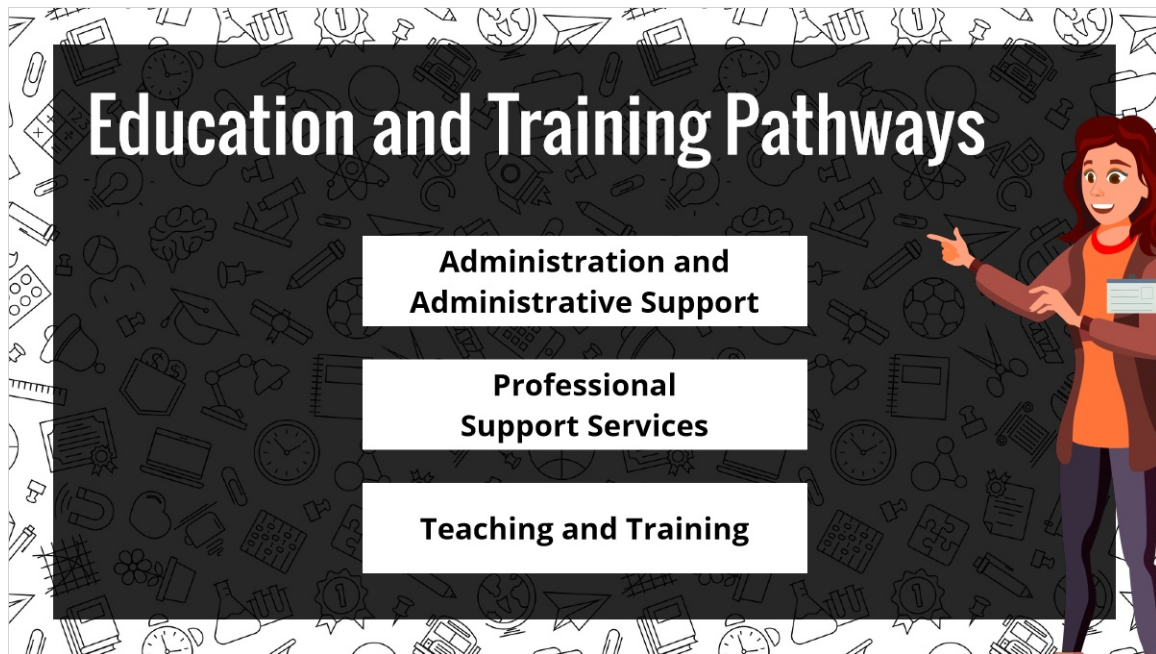 Education and Training Pathways
Administration and
Administrative Support
Professional
Support Services
Teaching and Training